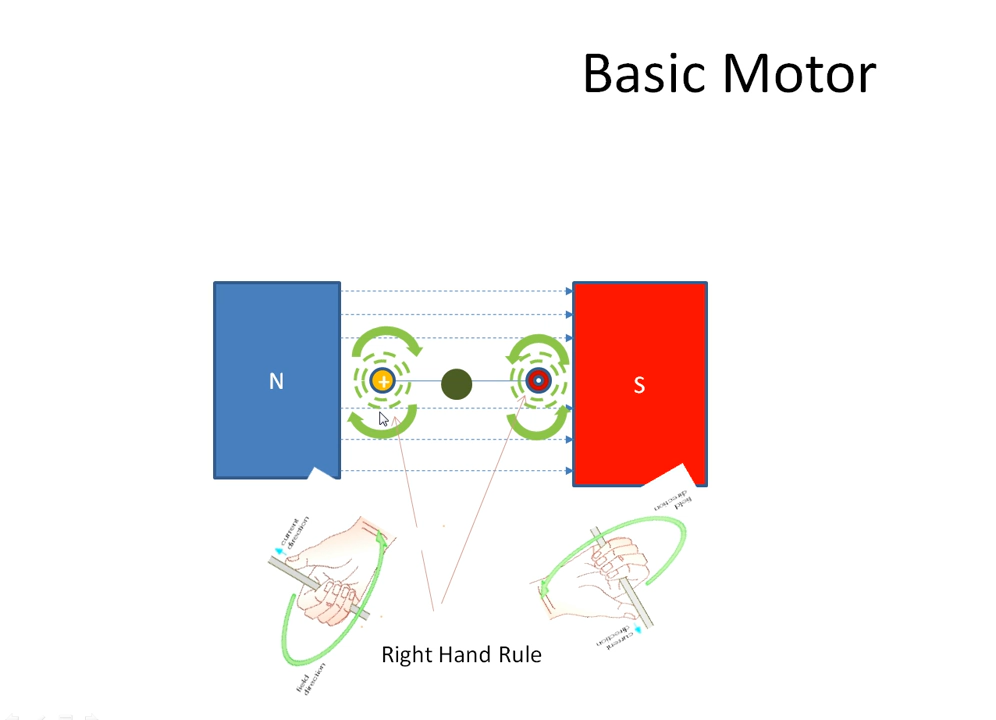 Basic Motor
N
+
S
field
direction
current
direction
current
direction
Right Hand Rule
field
direction